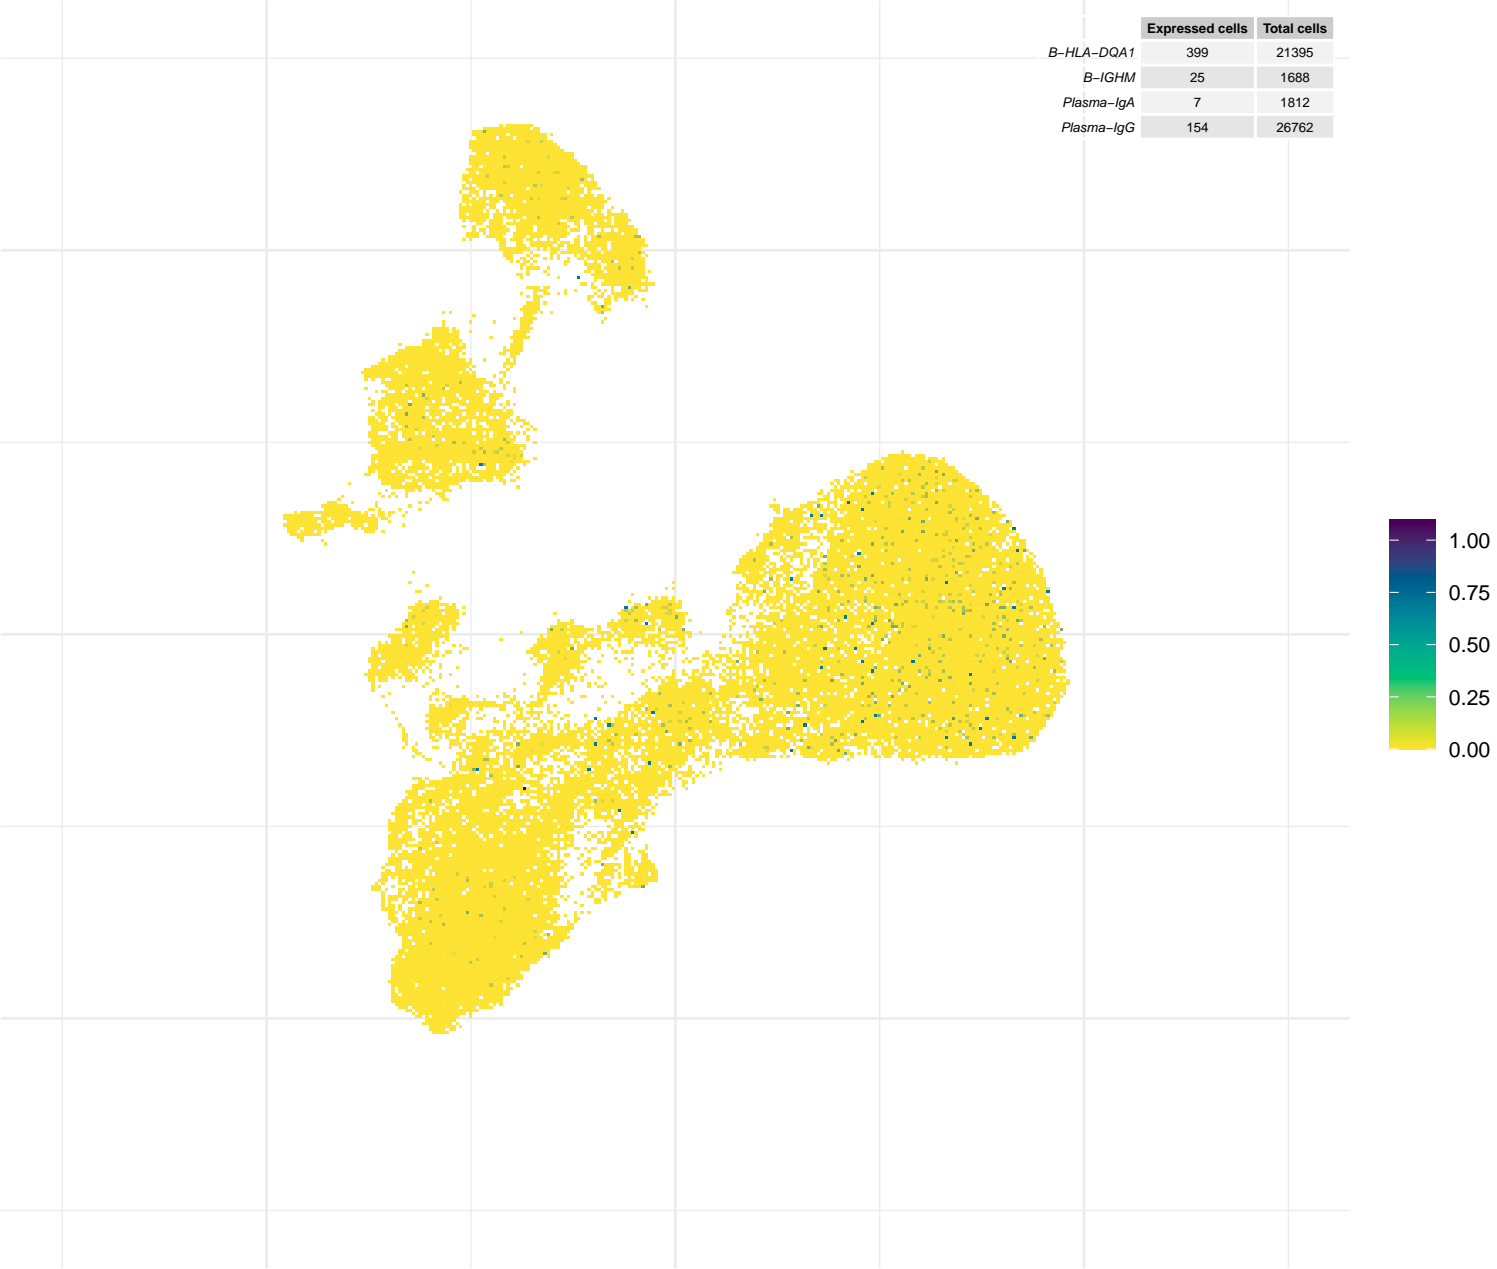 Expressed cells Total cells
B−HLA−DQA1 399 21395
B−IGHM 25 1688
Plasma−IgA 7 1812
Plasma−IgG 154 26762
1.00
0.75
0.50
0.25
0.00